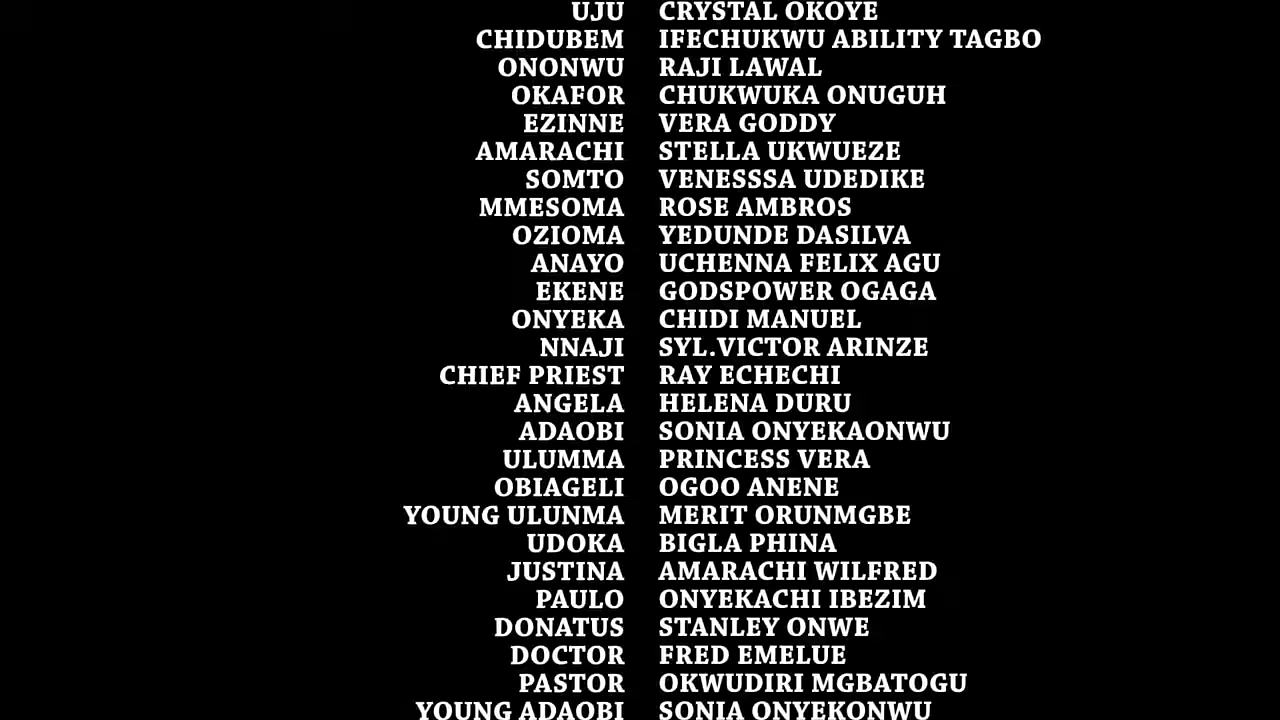 UJU CRYSTAL OKOYE
CHIDUBEM IFECHUKWU ABILITY TAGBO
ONONWU RAJI LAWAL
OKAFOR CHUKWUKA ONUGUH
EZINNE VERA GODDY
AMARACHI STELLA UKWUEZE
SOMTO VENESSSA UDEDIKE
MMESOMA ROSE AMBROS
OZIOMA YEDUNDE DASILVA
ANAYO UCHENNA FELIX AGU
EKENE GODSPOWER OGAGA
ONYEKA CHIDI MANUEL
NNAJI SYL.VICTOR ARINZE
CHIEF PRIEST RAY ECHECHI
ANGELA HELENA DURU
ADAOBI SONIA ONYEKAONWU
ULUMMA PRINCESS VERA
OBIAGELI OGOO ANENE
YOUNG ULUNMA MERIT ORUNMGBE
UDOKA BIGLA PHINA
JUSTINA AMARACHI WILFRED
PAULO ONYEKACHI IBEZIM
DONATUS STANLEY ONWE
DOCTOR FRED EMELUE
PASTOR OKWUDIRI MGBATOGU
YOUNG ADAOBI SONIA ONYEKONWU